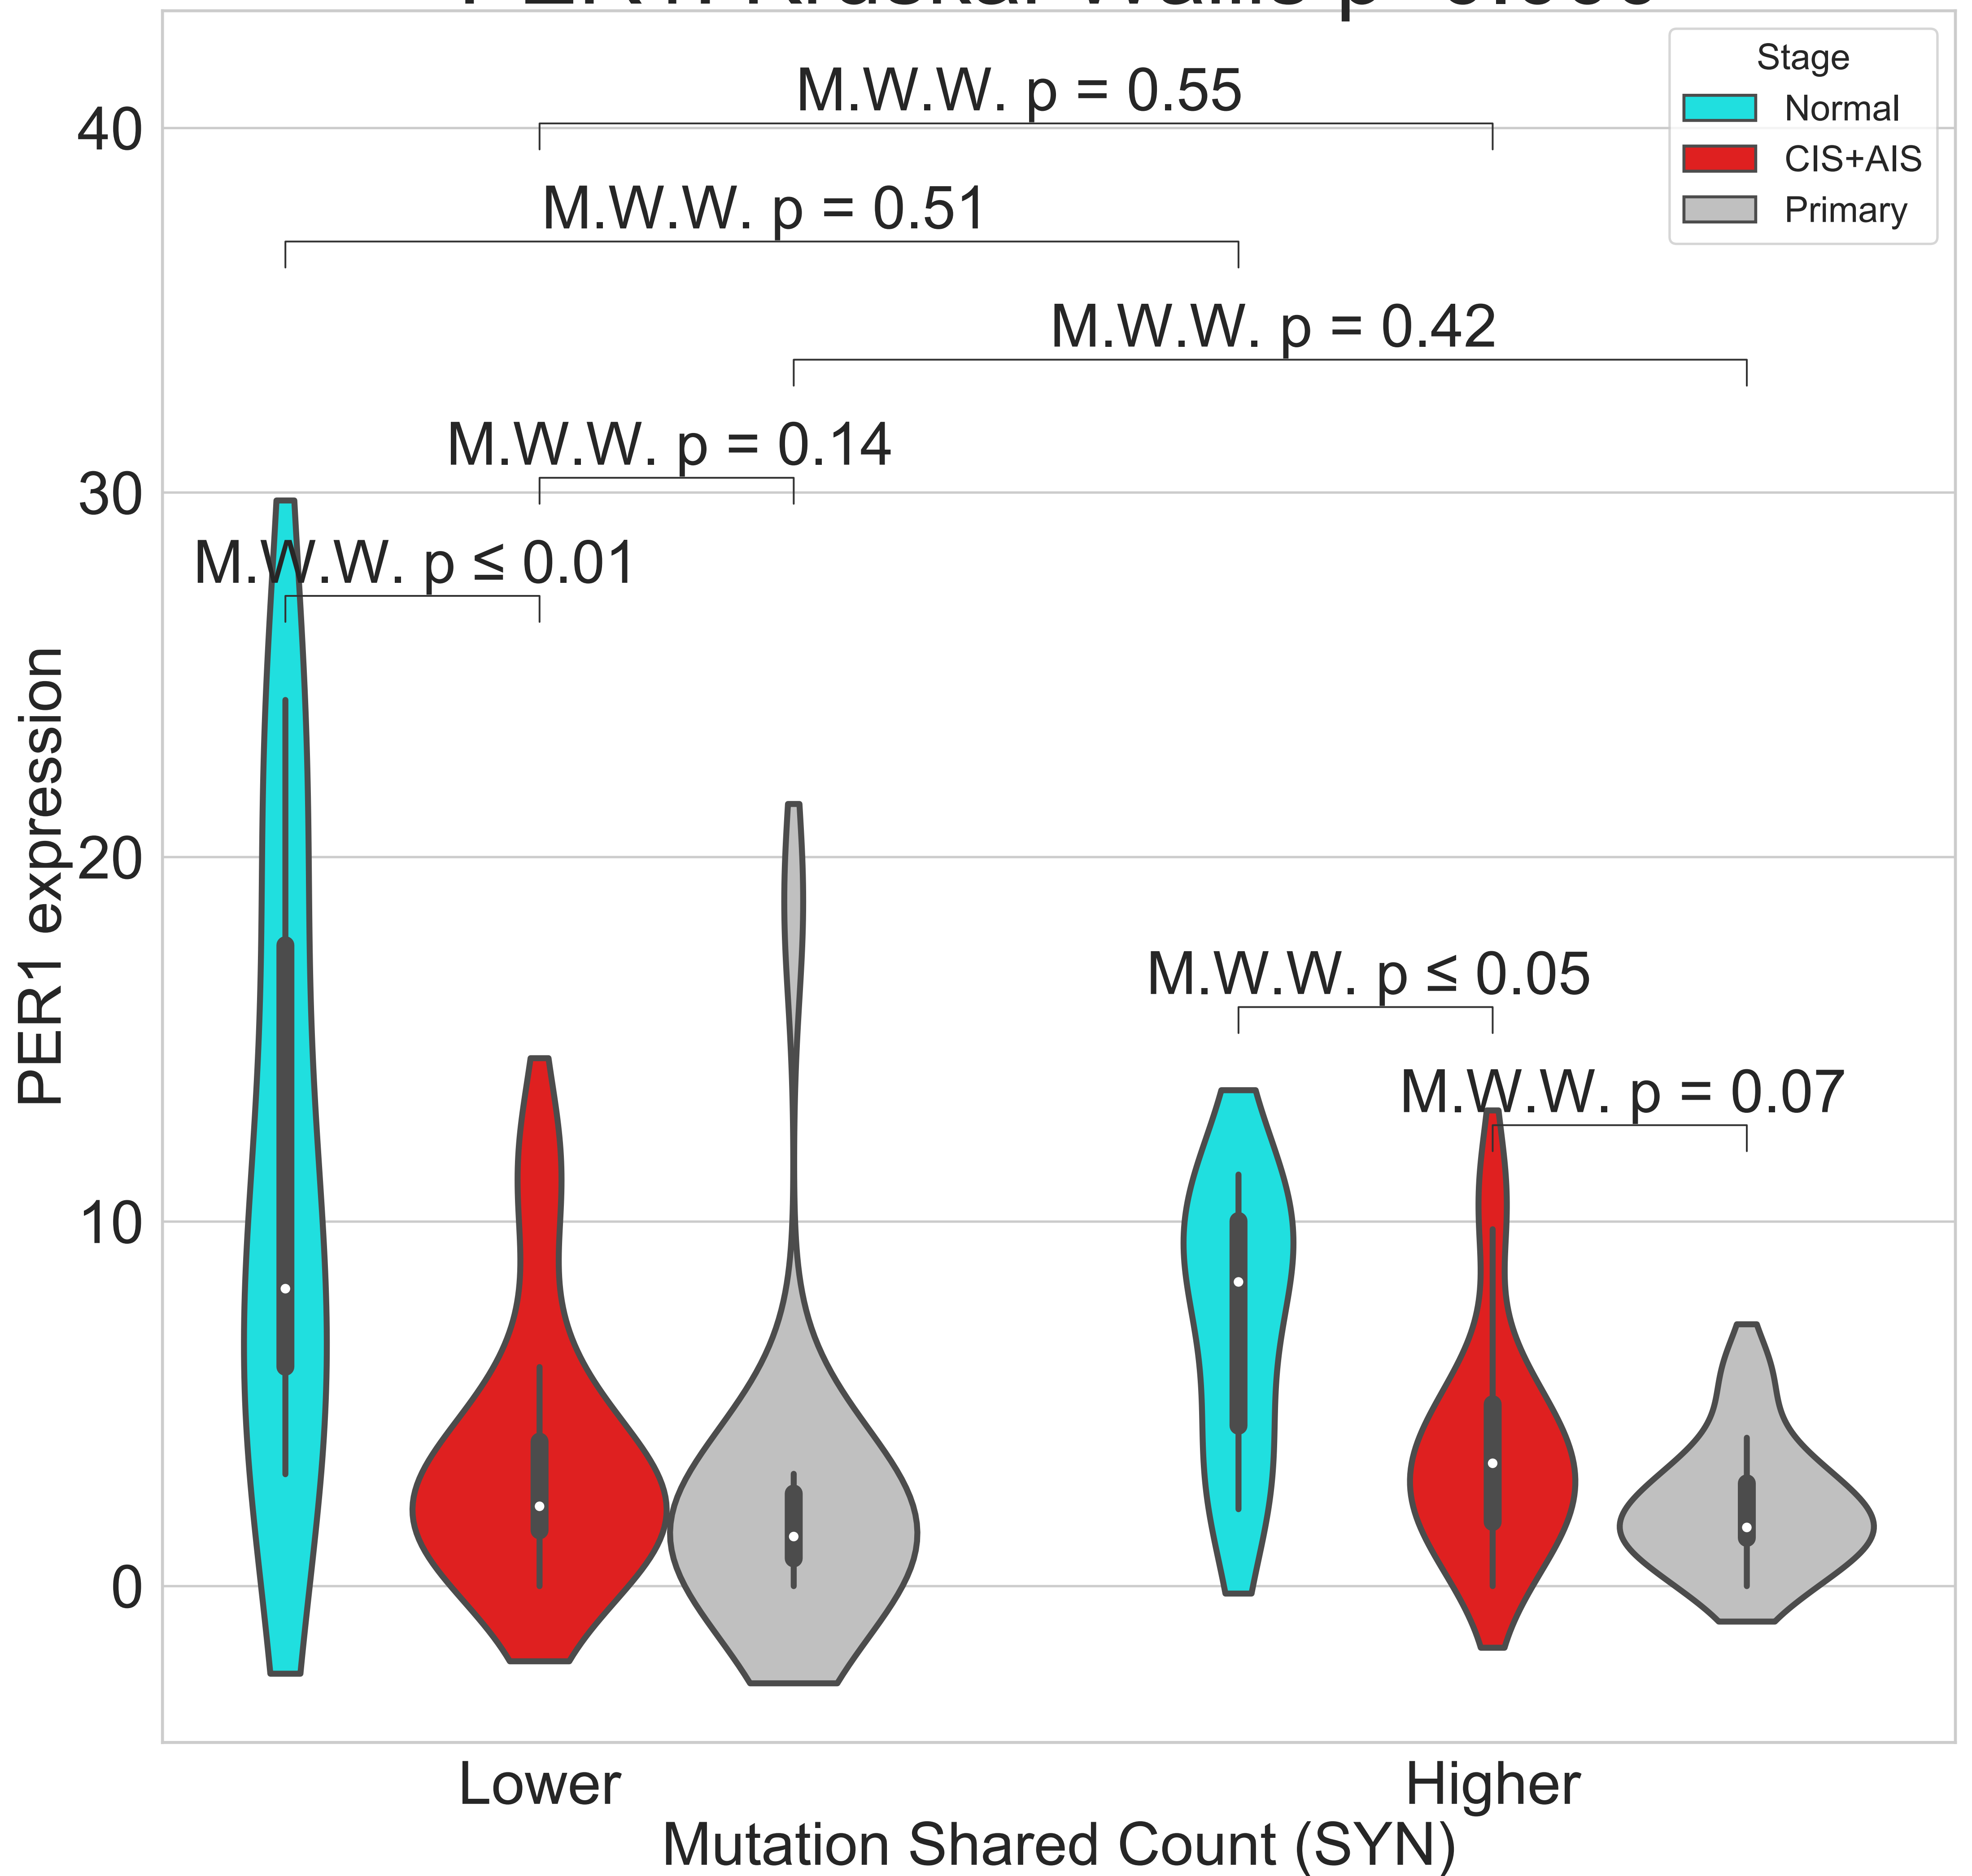 M.W.W. p = 0.55
M.W.W. p = 0.51
M.W.W. p = 0.42
M.W.W. p = 0.14
M.W.W. p ≤ 0.01
M.W.W. p ≤ 0.05
M.W.W. p = 0.07
Stage
Normal
CIS+AIS
Primary
40
30
20
10
0
PER1 expression
Lower
Higher
Mutation Shared Count (SYN)